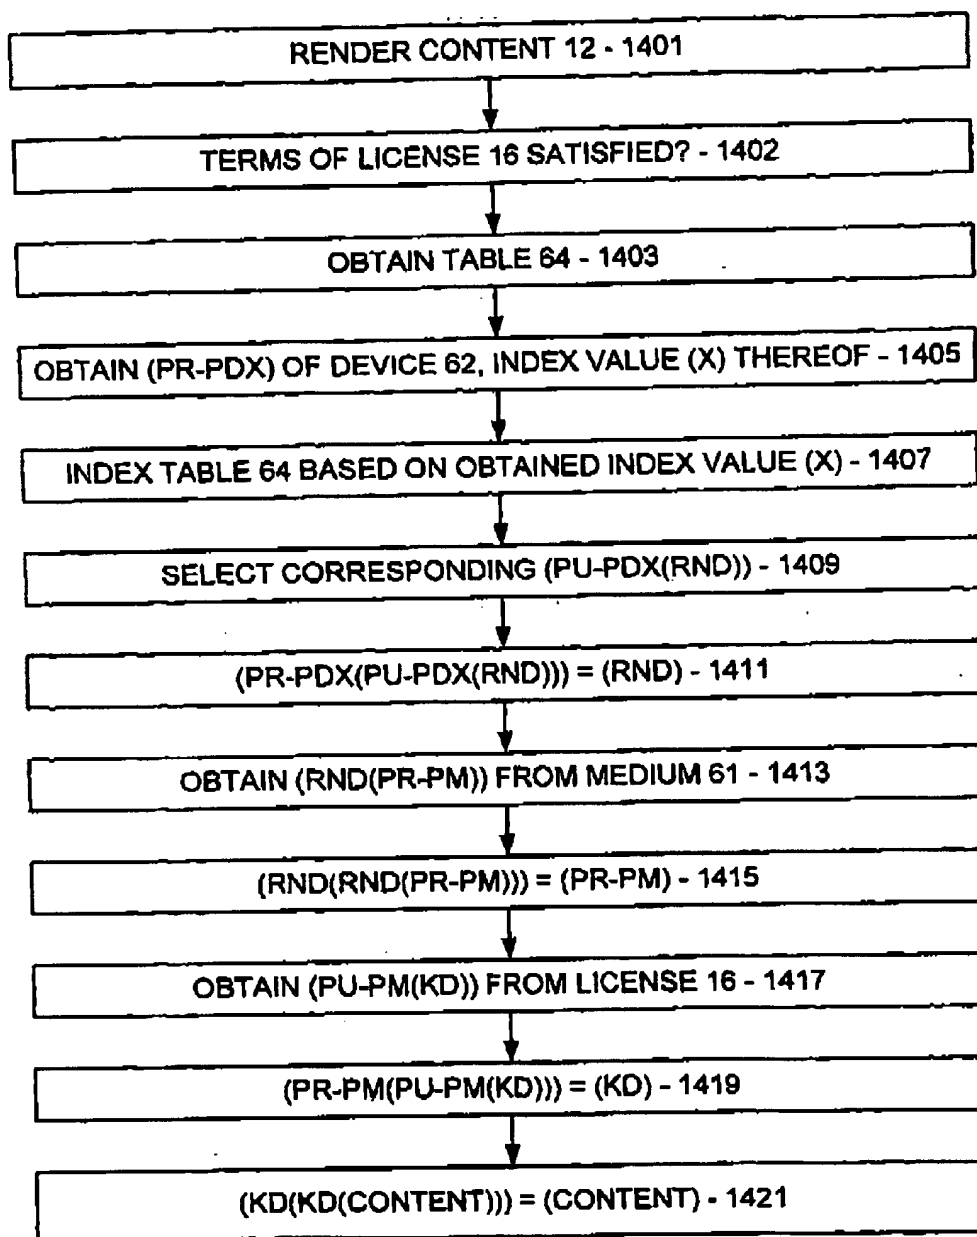 RENDER CONTENT 12 - 1401
TERMS OF LICENSE 16 SATISFIED? - 1402
OBTAIN TABLE 64 - 1403
OBTAIN (PR-PDX) OF DEVICE 62, INDEX VALUE (X) THEREOF - 1405
INDEX TABLE 64 BASED ON OBTAINED INDEX VALUE (X) - 1407
SELECT CORRESPONDING (PU-PDX(RND)) - 1409
(PR-PDX(PU-PDX(RND))) = (RND) - 1411
OBTAIN (RND(PR-PM)) FROM MEDIUM 61 - 1413
(RND(RND(PR-PM))) = (PR-PM) - 1415
OBTAIN (PU-PM(KD)) FROM LICENSE 16 - 1417
(PR-PM(PU-PM(KD))) = (KD) - 1419
(KD(KD(CONTENT))) = (CONTENT) - 1421